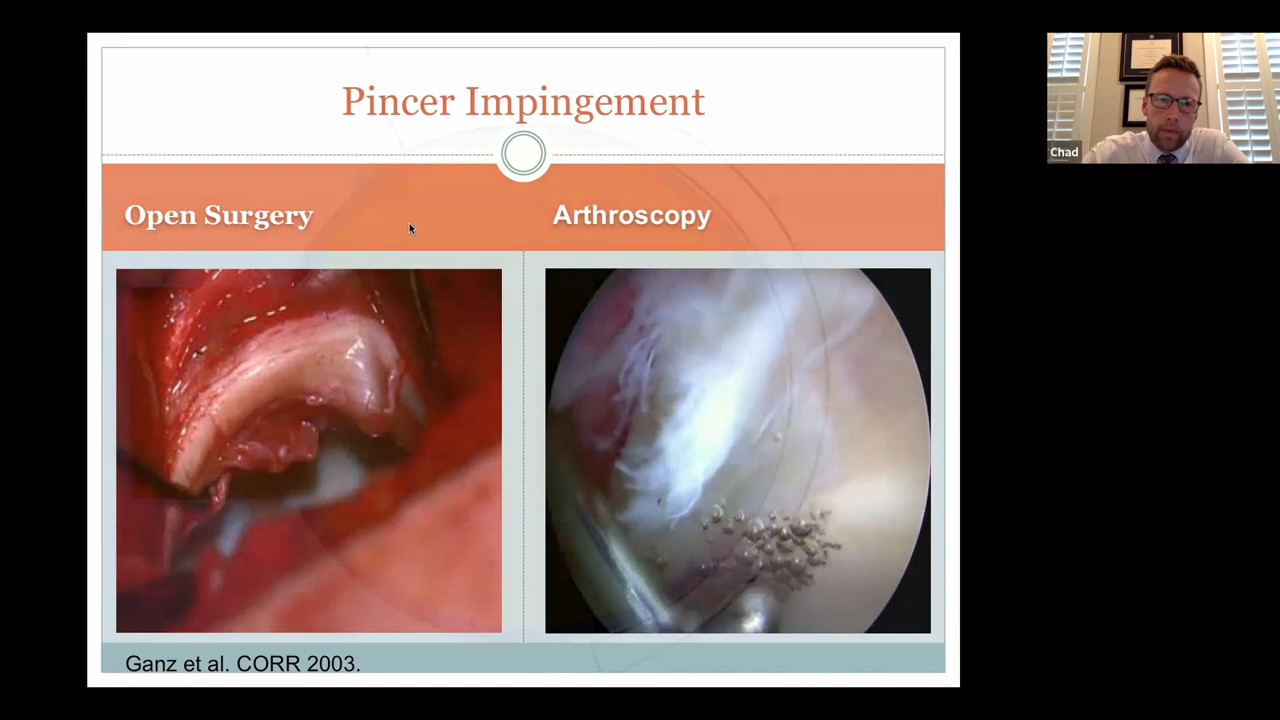 Pincer Impingement
Open Surgery
Arthroscopy
Ganz et al. CORR 2003.
Chad